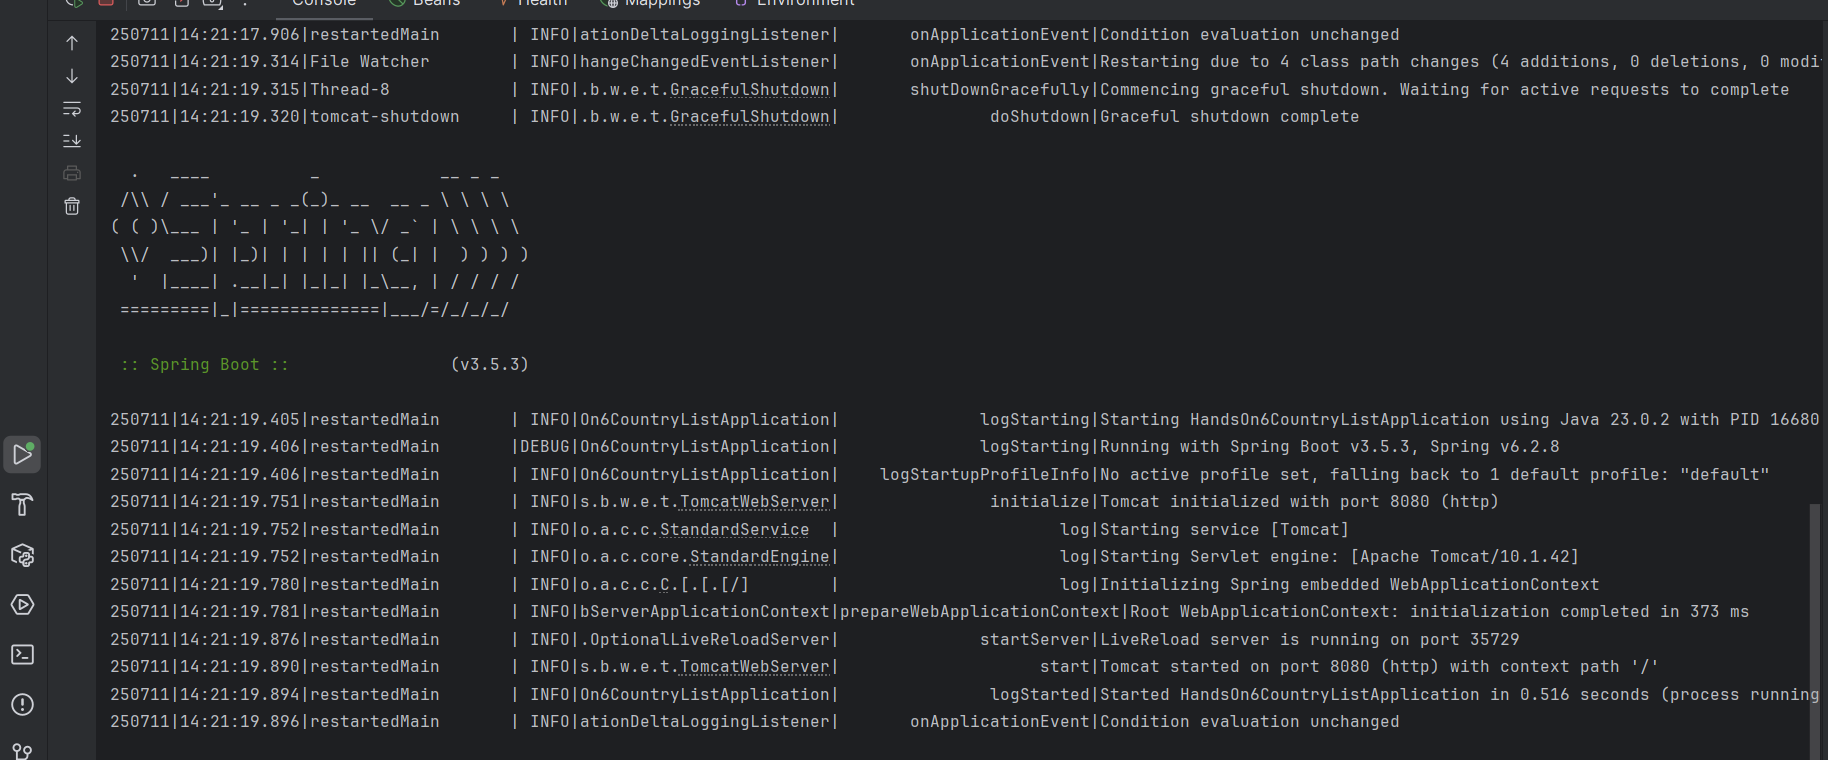 Console Beans Health Mappings Environment
250711|14:21:17.906|restartedMain       | INFO|ationDeltaLoggingListener|       onApplicationEvent|Condition evaluation unchanged
250711|14:21:19.314|File Watcher        | INFO|hangeChangedEventListener|       onApplicationEvent|Restarting due to 4 class path changes (4 additions, 0 deletions, 0 modi
250711|14:21:19.315|Thread-8            | INFO|.b.w.e.t.GracefulShutdown|       shutDownGracefully|Commencing graceful shutdown. Waiting for active requests to complete
250711|14:21:19.320|tomcat-shutdown     | INFO|.b.w.e.t.GracefulShutdown|               doShutdown|Graceful shutdown complete
  .   ____          _            __ _ _
 /\\ / ___'_ __ _ _(_)_ __  __ _ \ \ \ \
( ( )\___ | '_ | '_| | '_ \/ _` | \ \ \ \
 \\/  ___)| |_)| | | | | || (_| |  ) ) ) )
  '  |____| .__|_| |_|_| |_\__, | / / / /
 =========|_|==============|___/=/_/_/_/
 :: Spring Boot ::                (v3.5.3)
250711|14:21:19.405|restartedMain       | INFO|On6CountryListApplication|              logStarting|Starting HandsOn6CountryListApplication using Java 23.0.2 with PID 16680
250711|14:21:19.406|restartedMain       |DEBUG|On6CountryListApplication|              logStarting|Running with Spring Boot v3.5.3, Spring v6.2.8
250711|14:21:19.406|restartedMain       | INFO|On6CountryListApplication|    logStartupProfileInfo|No active profile set, falling back to 1 default profile: "default"
250711|14:21:19.751|restartedMain       | INFO|s.b.w.e.t.TomcatWebServer|               initialize|Tomcat initialized with port 8080 (http)
250711|14:21:19.752|restartedMain       | INFO|o.a.c.c.StandardService  |                      log|Starting service [Tomcat]
250711|14:21:19.752|restartedMain       | INFO|o.a.c.core.StandardEngine|                      log|Starting Servlet engine: [Apache Tomcat/10.1.42]
250711|14:21:19.780|restartedMain       | INFO|o.a.c.c.C.[.[.[/]        |                      log|Initializing Spring embedded WebApplicationContext
250711|14:21:19.781|restartedMain       | INFO|bServerApplicationContext|prepareWebApplicationContext|Root WebApplicationContext: initialization completed in 373 ms
250711|14:21:19.876|restartedMain       | INFO|.OptionalLiveReloadServer|              startServer|LiveReload server is running on port 35729
250711|14:21:19.890|restartedMain       | INFO|s.b.w.e.t.TomcatWebServer|                    start|Tomcat started on port 8080 (http) with context path '/'
250711|14:21:19.894|restartedMain       | INFO|On6CountryListApplication|               logStarted|Started HandsOn6CountryListApplication in 0.516 seconds (process running
250711|14:21:19.896|restartedMain       | INFO|ationDeltaLoggingListener|       onApplicationEvent|Condition evaluation unchanged